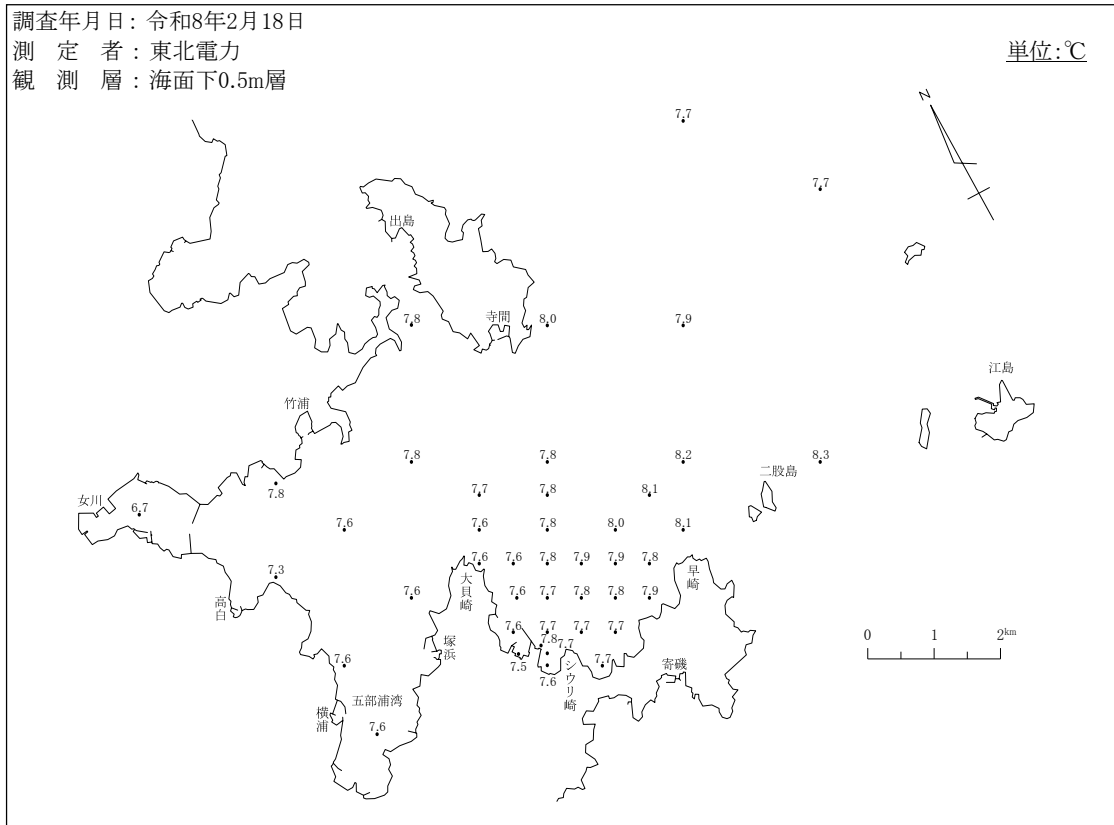 調査年月日：令和8年2月18日
測　定　者：東北電力
観　測　層：海面下0.5m層
単位：℃
N
7.7
7.7
出島
寺間
7.8
8.0
7.9
江島
竹浦
7.8
7.8
8.2
8.3
二股島
女川
6.7
7.8
7.7
7.8
8.1
7.6
7.6
7.8
8.0
8.1
7.6
7.6
7.8
7.9
7.9
7.8
7.3
大貝崎
早崎
高白
7.6
7.6
7.7
7.8
7.8
7.9
7.6
7.7
7.7
7.7
塚浜
7.8
7.7
7.5
7.6
シウリ崎
7.7
寄磯
0 1 2km
7.6
五部浦湾
横浦
7.6